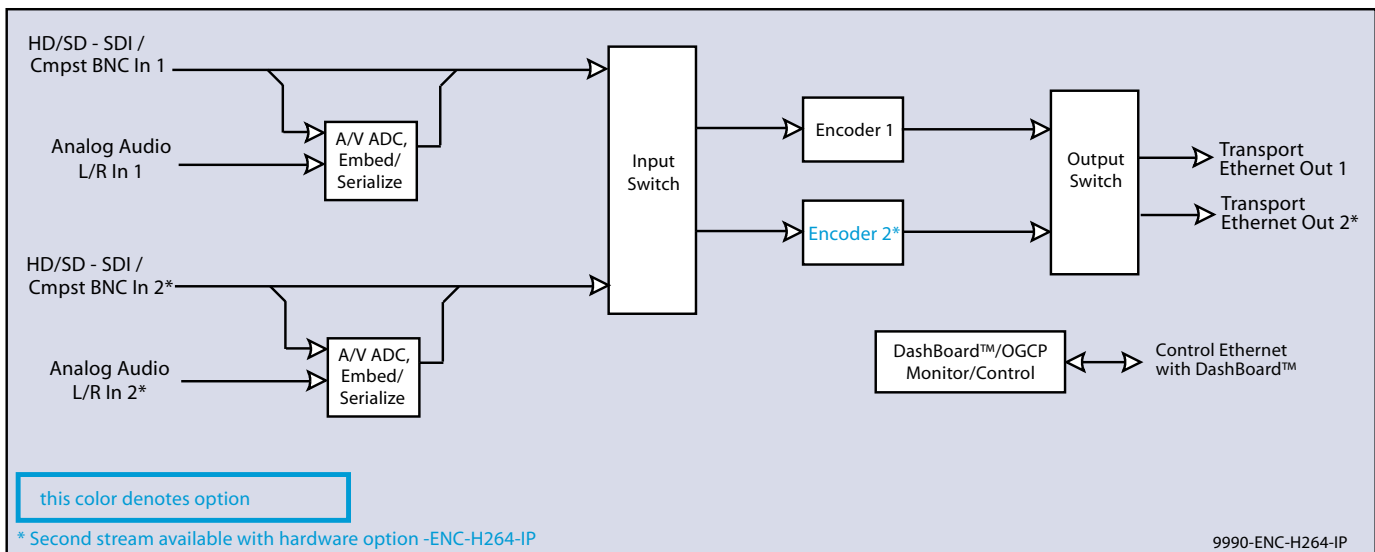 HD/SD - SDI /
Cmpst BNC In 1
Analog Audio
L/R In 1
A/V ADC,
Embed/
Serialize
HD/SD - SDI /
Cmpst BNC In 2*
Analog Audio
L/R In 2*
A/V ADC,
Embed/
Serialize
Input
Switch
Encoder 1
Encoder 2*
Output
Switch
Transport
Ethernet Out 1
Transport
Ethernet Out 2*
DashBoard™/OGCP
Monitor/Control
Control Ethernet
with DashBoard™
this color denotes option
* Second stream available with hardware option -ENC-H264-IP
9990-ENC-H264-IP